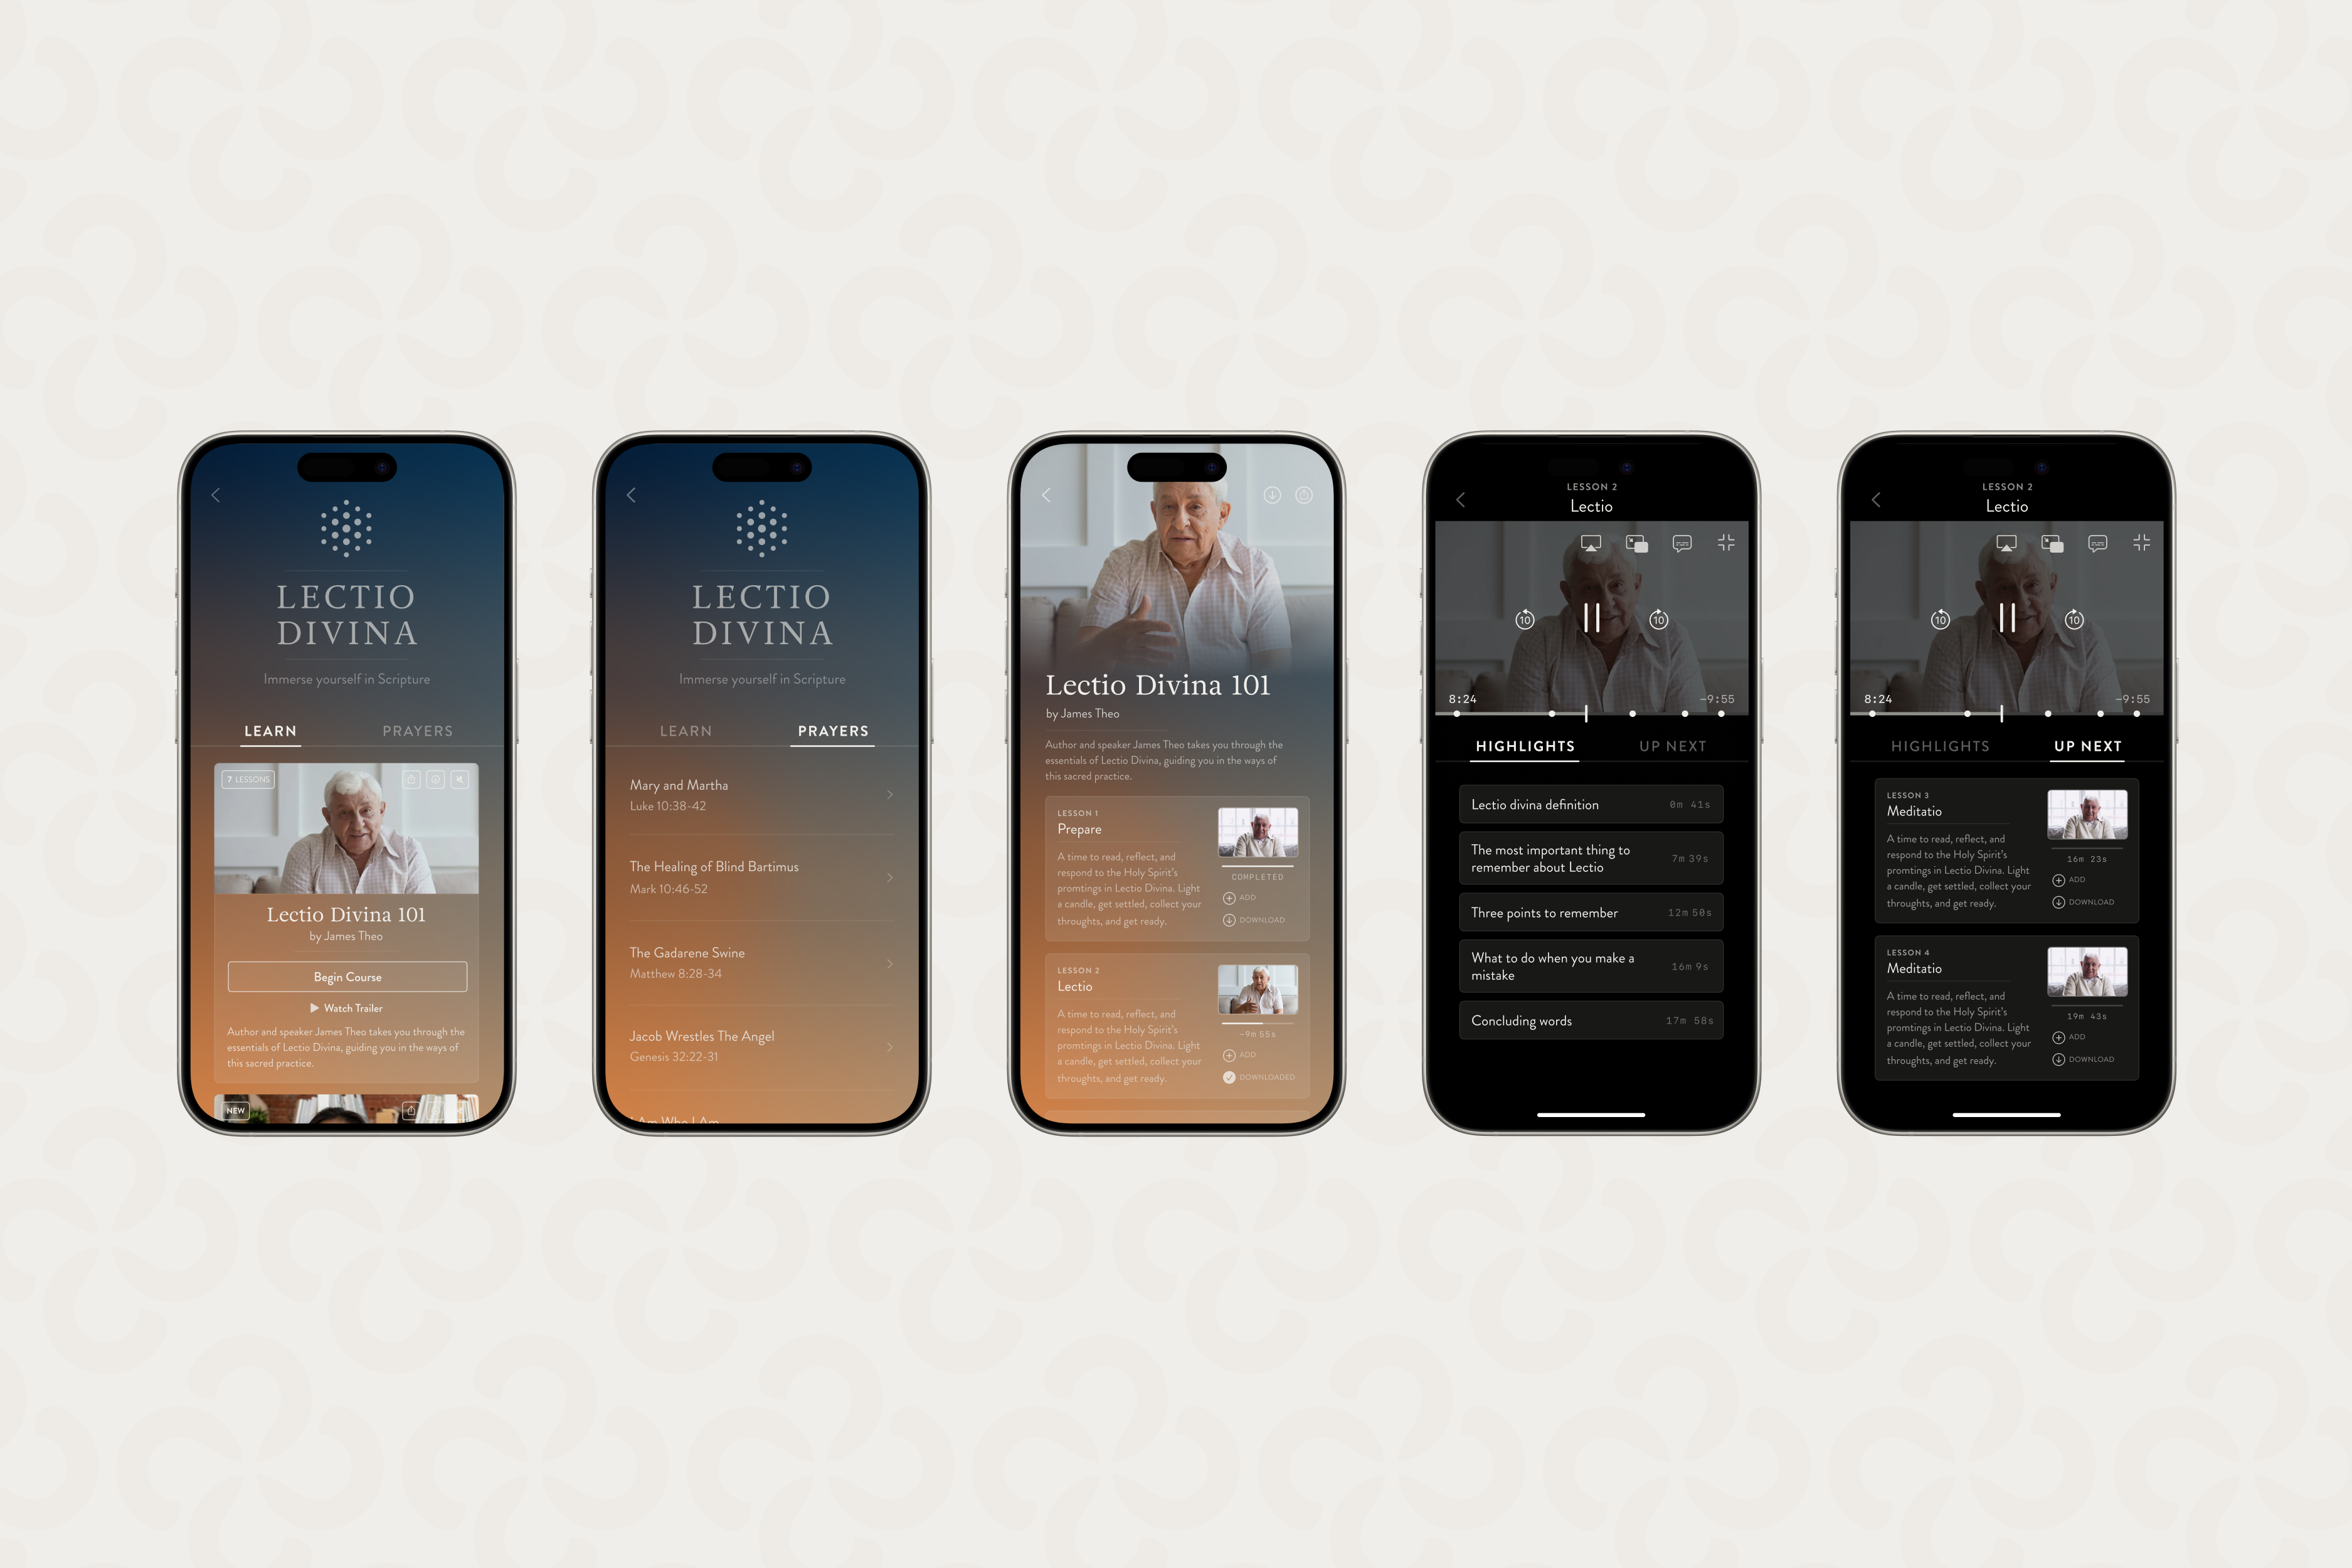 LECTIO
DIVINA
Immerse yourself in Scripture
LEARN PRAYERS
7 LESSONS
Lectio Divina 101
by James Theo
Begin Course
Watch Trailer
Author and speaker James Theo takes you through the
essentials of Lectio Divina, guiding you in the ways of
this sacred practice.
NEW
LECTIO
DIVINA
Immerse yourself in Scripture
LEARN PRAYERS
Mary and Martha
Luke 10:38-42
The Healing of Blind Bartimus
Mark 10:46-52
The Gadarene Swine
Matthew 8:28-34
Jacob Wrestles The Angel
Genesis 32:22-31
I Am Who I Am
Lectio Divina 101
by James Theo
Author and speaker James Theo takes you through the
essentials of Lectio Divina, guiding you in the ways of
this sacred practice.
LESSON 1
Prepare
A time to read, reflect, and
respond to the Holy Spirit's
promtings in Lectio Divina. Light
a candle, get settled, collect your
throughts, and get ready.
COMPLETED
ADD
DOWNLOAD
LESSON 2
Lectio
A time to read, reflect, and
respond to the Holy Spirit's
promtings in Lectio Divina. Light
a candle, get settled, collect your
throughts, and get ready.
-9m 55s
ADD
DOWNLOADED
LESSON 2
Lectio
10 10
8:24 -9:55
HIGHLIGHTS UP NEXT
Lectio divina definition 0m 41s
The most important thing to
remember about Lectio 7m 39s
Three points to remember 12m 50s
What to do when you make a
mistake 16m 9s
Concluding words 17m 58s
LESSON 2
Lectio
10 10
8:24 -9:55
HIGHLIGHTS UP NEXT
LESSON 3
Meditatio
A time to read, reflect, and
respond to the Holy Spirit's
promtings in Lectio Divina. Light
a candle, get settled, collect your
throughts, and get ready.
16m 23s
ADD
DOWNLOAD
LESSON 4
Meditatio
A time to read, reflect, and
respond to the Holy Spirit's
promtings in Lectio Divina. Light
a candle, get settled, collect your
throughts, and get ready.
19m 43s
ADD
DOWNLOAD